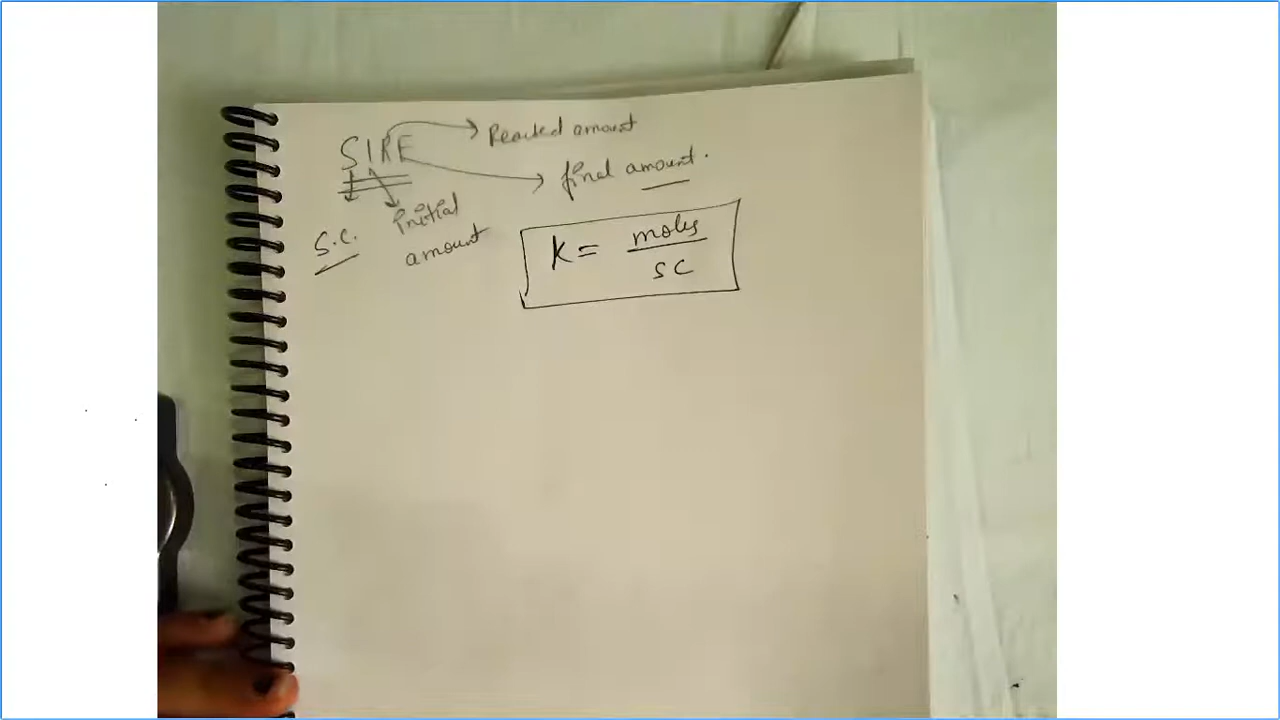 SIRE
Reacted amount
final amount.
S.C.
initial
amount
K = moles
SC